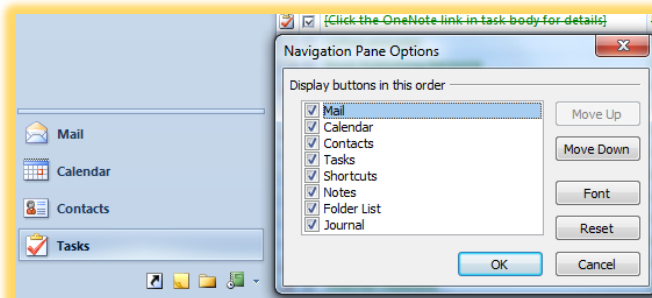 [Click the OneNote link in task body for details]
Navigation Pane Options
Display buttons in this order
Mail
Calendar
Contacts
Tasks
Shortcuts
Notes
Folder List
Journal
Move Up
Move Down
Font
Reset
OK
Cancel
Mail
Calendar
Contacts
Tasks